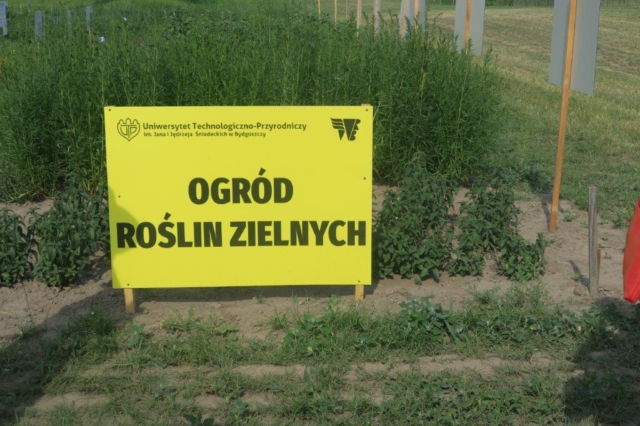 Uniwersytet Technologiczno-Przyrodniczy
im. Jana i Jędrzeja Śniadeckich w Bydgoszczy
OGRÓD
ROŚLIN ZIELNYCH